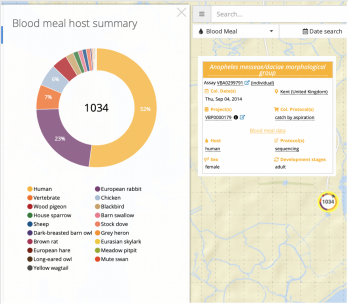 Blood meal host summary
1034
52%
23%
7%
6%
Human
European rabbit
Vertebrate
Chicken
Wood pigeon
Blackbird
House sparrow
Barn swallow
Sheep
Stock dove
Dark-breasted barn owl
Grey heron
Brown rat
Eurasian skylark
European hare
Meadow pitpit
Long-eared owl
Mute swan
Yellow wagtail
Search...
Blood Meal
Date search
Anopheles messeae/daciae morphological
group
Assay VBA0299791 (individual)
Col. Date(s)
Kent (United Kingdom)
Thu, Sep 04, 2014
Project(s)
Col. Protocol(s)
VBP0000179
catch by aspiration
Blood meal data
Host
Protocol(s)
human
sequencing
Sex
Development stages
female
adult
1034